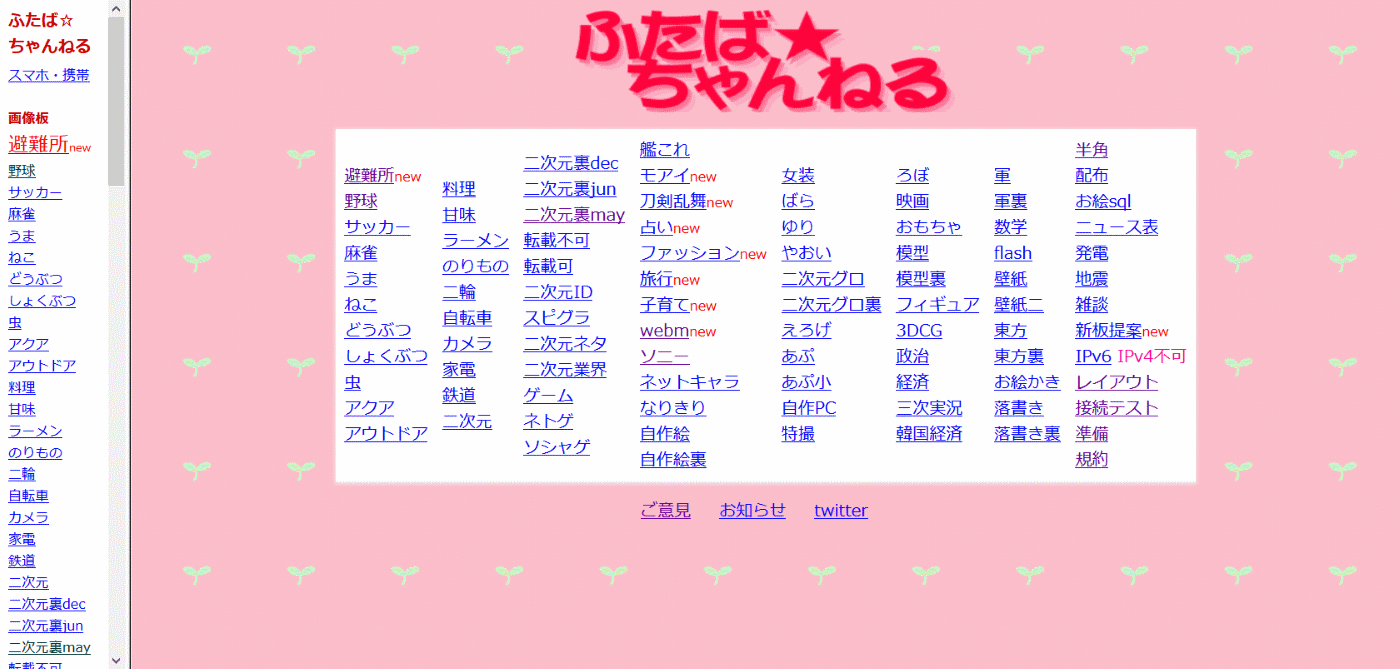 ふたば☆
ちゃんねる
スマホ・携帯
画像板
避難所new
野球
サッカー
麻雀
うま
ねこ
どうぶつ
しょくぶつ
虫
アクア
アウトドア
料理
甘味
ラーメン
のりもの
二輪
自転車
カメラ
家電
鉄道
二次元
二次元裏dec
二次元裏jun
二次元裏may
転載不可
ふたば★
ちゃんねる
避難所new
野球
サッカー
麻雀
うま
ねこ
どうぶつ
しょくぶつ
虫
アクア
アウトドア
料理
甘味
ラーメン
のりもの
二輪
自転車
カメラ
家電
鉄道
二次元
二次元裏dec
二次元裏jun
二次元裏may
転載不可
転載可
二次元ID
スピグラ
二次元ネタ
二次元業界
ゲーム
ネトゲ
ソシャゲ
艦これ
モアイnew
刀剣乱舞new
占いnew
ファッションnew
旅行new
子育てnew
webmnew
ソニー
ネットキャラ
なりきり
自作絵
自作絵裏
女装
ばら
ゆり
やおい
二次元グロ
二次元グロ裏
えろげ
あぷ
あぷ小
自作PC
特撮
ろぼ
映画
おもちゃ
模型
模型裏
フィギュア
3DCG
政治
経済
三次実況
韓国経済
軍
軍裏
数学
flash
壁紙
壁紙二
東方
東方裏
お絵かき
落書き
落書き裏
半角
配布
お絵sql
ニュース表
発電
地震
雑談
新板提案new
IPv6 IPv4不可
レイアウト
接続テスト
準備
規約
ご意見 お知らせ twitter